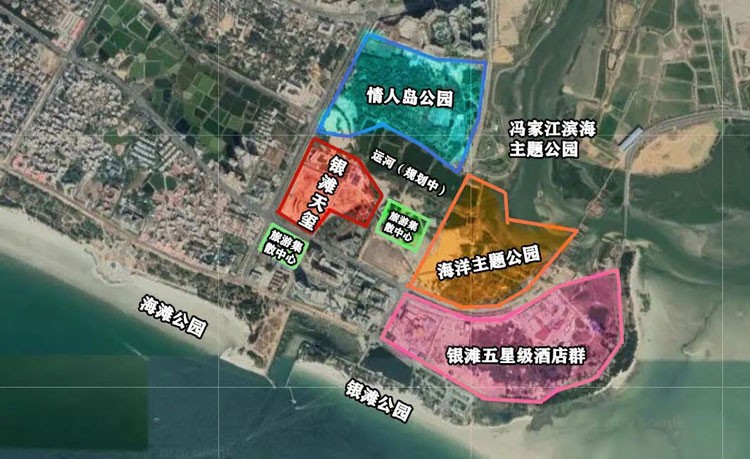 情人岛公园
冯家江滨海
主题公园
运河（规划中）
银滩天玺
旅游集
散中心
旅游集
散中心
海洋主题公园
海滩公园
银滩五星级酒店群
银滩公园